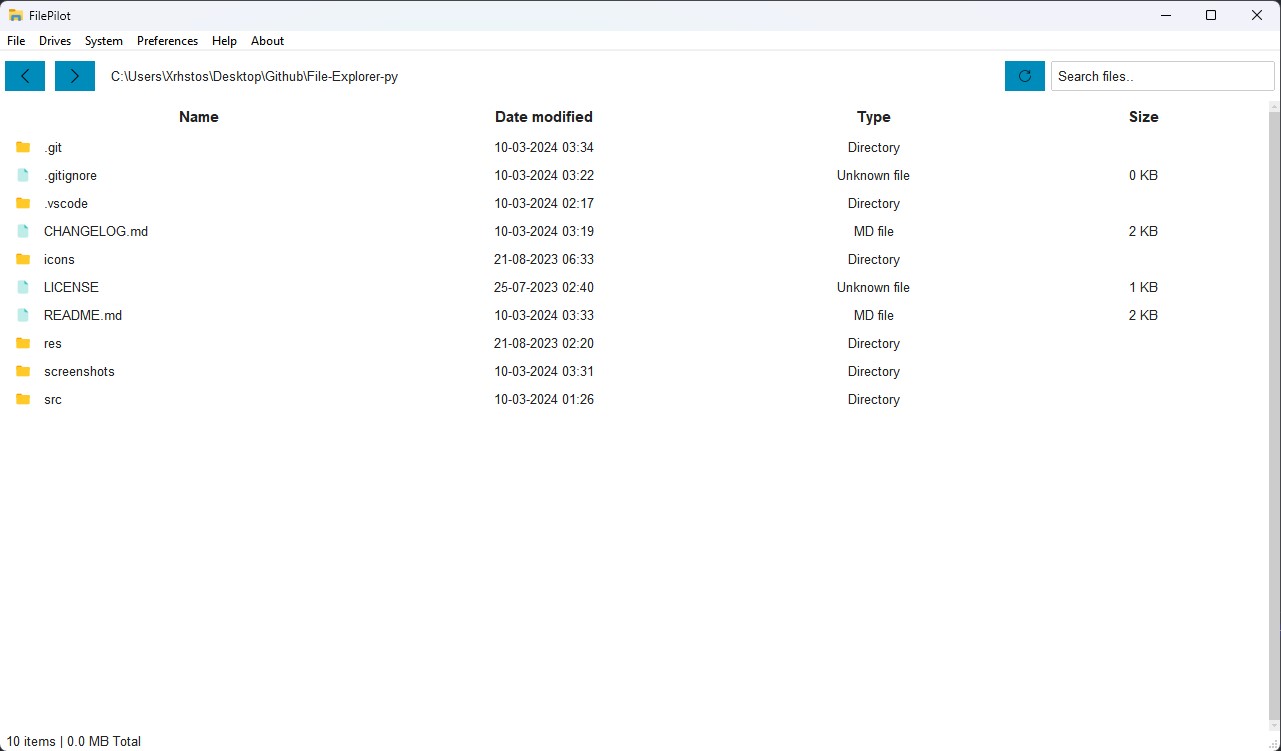 FilePilot
File Drives System Preferences Help About
C:\Users\Xrhstos\Desktop\Github\File-Explorer-py Search files..
Name Date modified Type Size
.git 10-03-2024 03:34 Directory
.gitignore 10-03-2024 03:22 Unknown file 0 KB
.vscode 10-03-2024 02:17 Directory
CHANGELOG.md 10-03-2024 03:19 MD file 2 KB
icons 21-08-2023 06:33 Directory
LICENSE 25-07-2023 02:40 Unknown file 1 KB
README.md 10-03-2024 03:33 MD file 2 KB
res 21-08-2023 02:20 Directory
screenshots 10-03-2024 03:31 Directory
src 10-03-2024 01:26 Directory
10 items | 0.0 MB Total